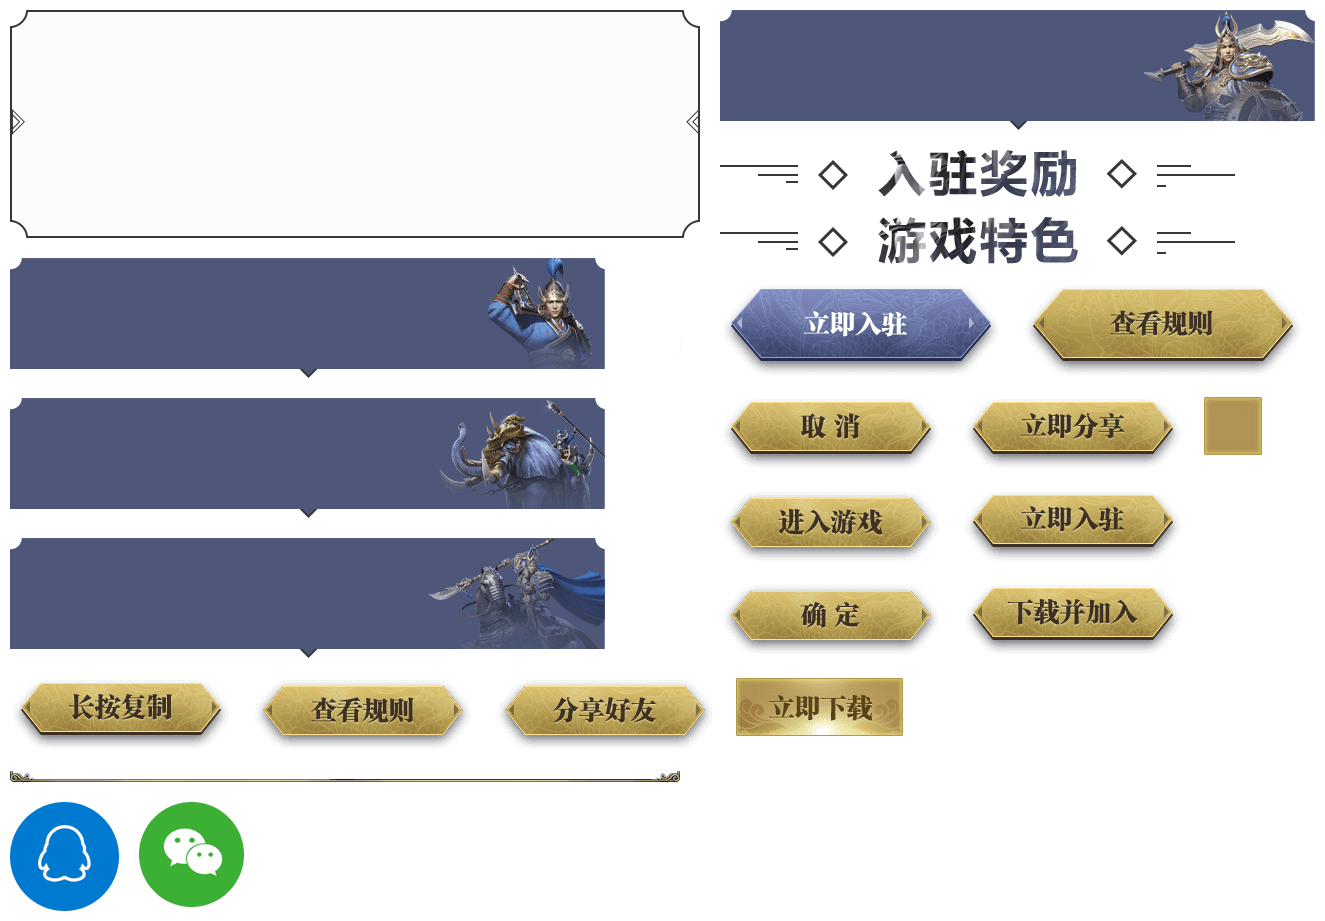 入驻奖励
游戏特色
立即入驻
查看规则
取 消
立即分享
进入游戏
立即入驻
确 定
下载并加入
长按复制
查看规则
分享好友
立即下载